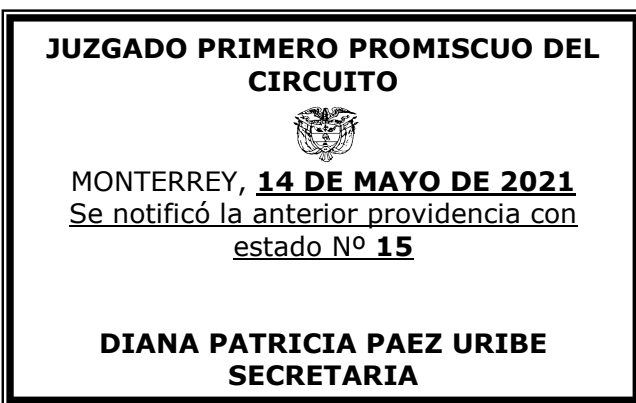 JUZGADO PRIMERO PROMISCUO DEL
CIRCUITO
MONTERREY, 14 DE MAYO DE 2021
Se notificó la anterior providencia con
estado Nº 15
DIANA PATRICIA PAEZ URIBE
SECRETARIA